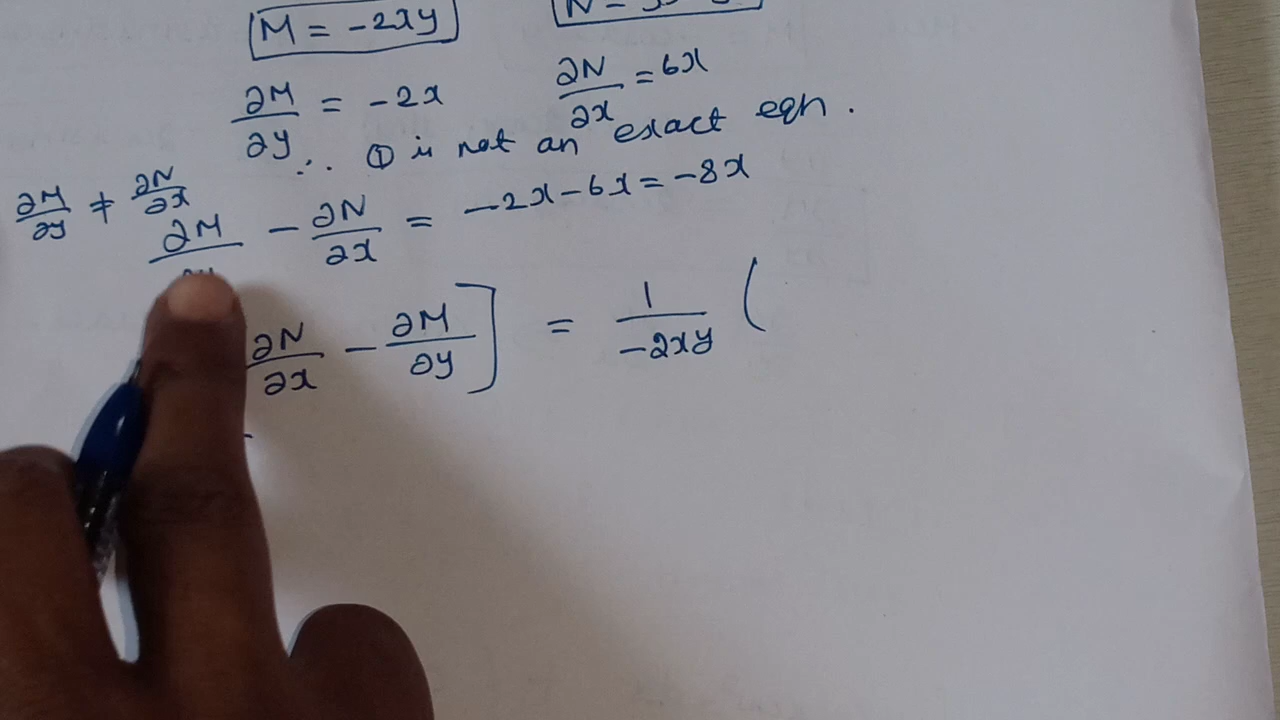 M = -2xy
∂M/∂y = -2x ∂N/∂x = 6x
∴ ① is not an exact eqn.
∂M/∂y ≠ ∂N/∂x
∂M/∂y - ∂N/∂x = -2x-6x = -8x
∂N/∂x - ∂M/∂y ] = 1/-2xy (